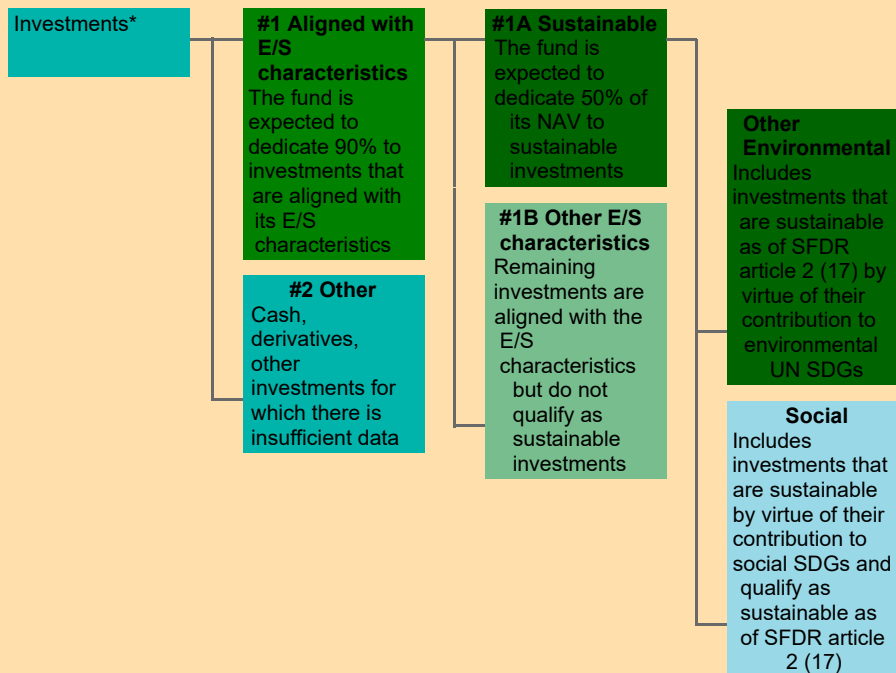 Investments*
#1 Aligned with
E/S
characteristics
The fund is
expected to
dedicate 90% to
investments that
are aligned with
its E/S
characteristics
#2 Other
Cash,
derivatives,
other
investments for
which there is
insufficient data
#1A Sustainable
The fund is
expected to
dedicate 50% of
its NAV to
sustainable
investments
#1B Other E/S
characteristics
Remaining
investments are
aligned with the
E/S
characteristics
but do not
qualify as
sustainable
investments
Other
Environmental
Includes
investments that
are sustainable
as of SFDR
article 2 (17) by
virtue of their
contribution to
environmental
UN SDGs
Social
Includes
investments that
are sustainable
by virtue of their
contribution to
social SDGs and
qualify as
sustainable as
of SFDR article
2 (17)